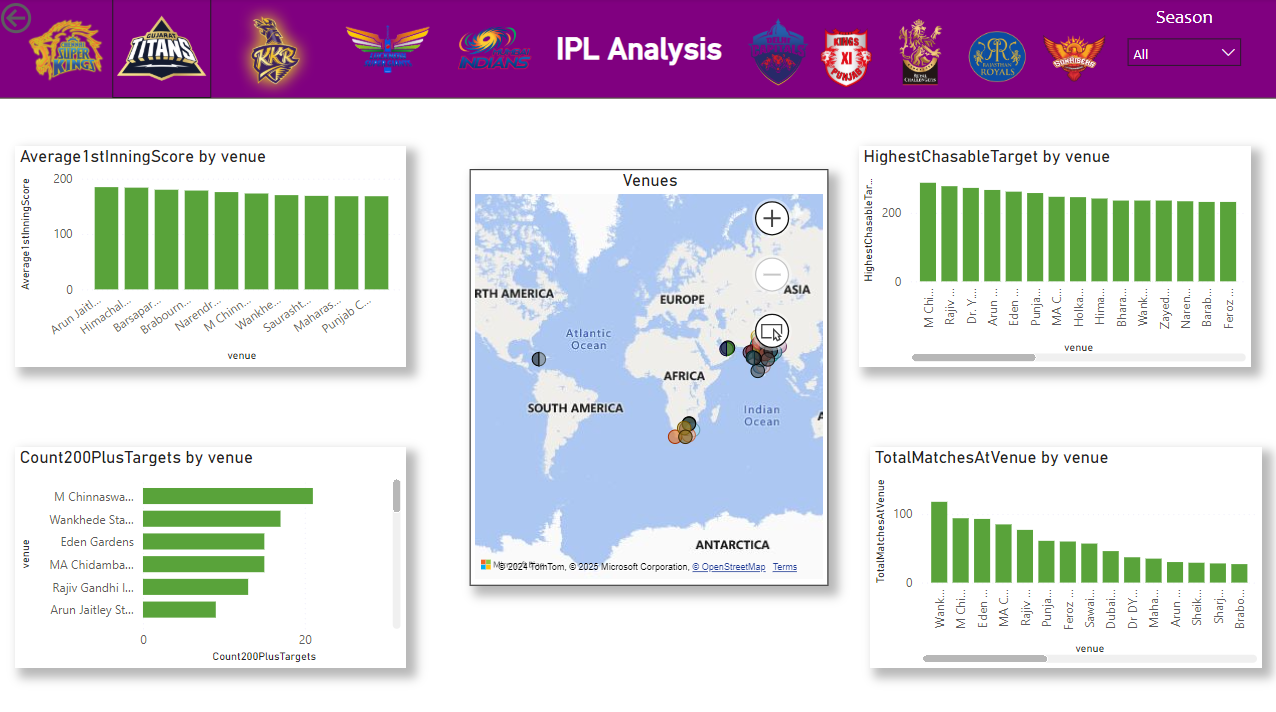 Season
SUPER
KINGS
GUJARAT
TITANS
KKR
INDIANS
IPL Analysis
KINGS
XI
PUNJAB
ROYAL
CHALLENGERS
RR
RAJASTHAN
ROYALS
SUNRISERS
All
Average1stInningScore by venue
Average1stInningScore
200
100
0
Arun Jaitl...
Himachal...
Barsapar...
Brabourn...
Narendr...
M Chinn...
Wankhe...
Saurasht...
Maharas...
Punjab C...
venue
Venues
RTH AMERICA
EUROPE
ASIA
Atlantic
Ocean
AFRICA
SOUTH AMERICA
Indian
Ocean
A
ANTARCTICA
© 2024 TomTom, © 2025 Microsoft Corporation, © OpenStreetMap Terms
HighestChasableTarget by venue
HighestChasableTar...
200
0
M Chi...
Rajiv ...
Dr. Y....
Arun ...
Eden ...
Punja...
MA C...
Holka...
Hima...
Bhara...
Wank...
Zayed...
Naren...
Barab...
Feroz ...
venue
Count200PlusTargets by venue
venue
M Chinnaswa...
Wankhede Sta...
Eden Gardens
MA Chidamba...
Rajiv Gandhi I...
Arun Jaitley St...
0
20
Count200PlusTargets
TotalMatchesAtVenue by venue
TotalMatchesAtVenue
100
0
Wank...
M Chi...
Eden ...
MA C...
Rajiv ...
Punja...
Feroz ...
Sawai...
Dubai...
Dr DY...
Maha...
Arun ...
Sheik...
Sharj...
Brabo...
venue